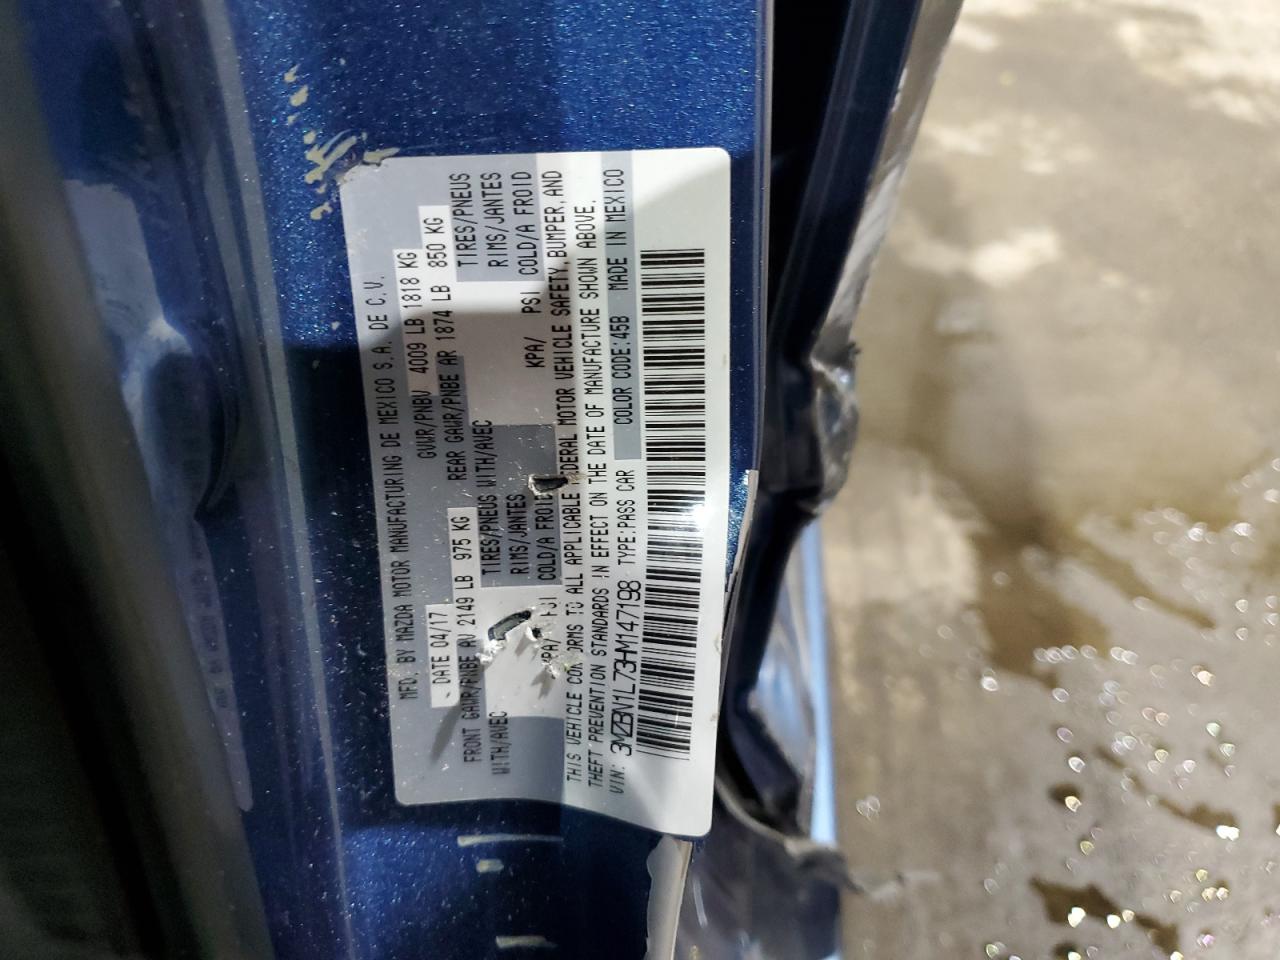 MFD. BY MAZDA MOTOR MANUFACTURING DE MEXICO S.A. DE C.V.
DATE 04/17 GVWR/PNBV 4009 LB 1818 KG
FRONT GAWR/PNBE AV 2149 LB 975 KG REAR GAWR/PNBE AR 1874 LB 850 KG
WITH/AVEC TIRES/PNEUS WITH/AVEC TIRES/PNEUS
RIMS/JANTES RIMS/JANTES
KPA/ PSI COLD/A FROID KPA/ PSI COLD/A FROID
THIS VEHICLE CONFORMS TO ALL APPLICABLE FEDERAL MOTOR VEHICLE SAFETY, BUMPER, AND
THEFT PREVENTION STANDARDS IN EFFECT ON THE DATE OF MANUFACTURE SHOWN ABOVE.
VIN: 3MZBN1L73HM147198 TYPE:PASS CAR COLOR CODE:45B MADE IN MEXICO